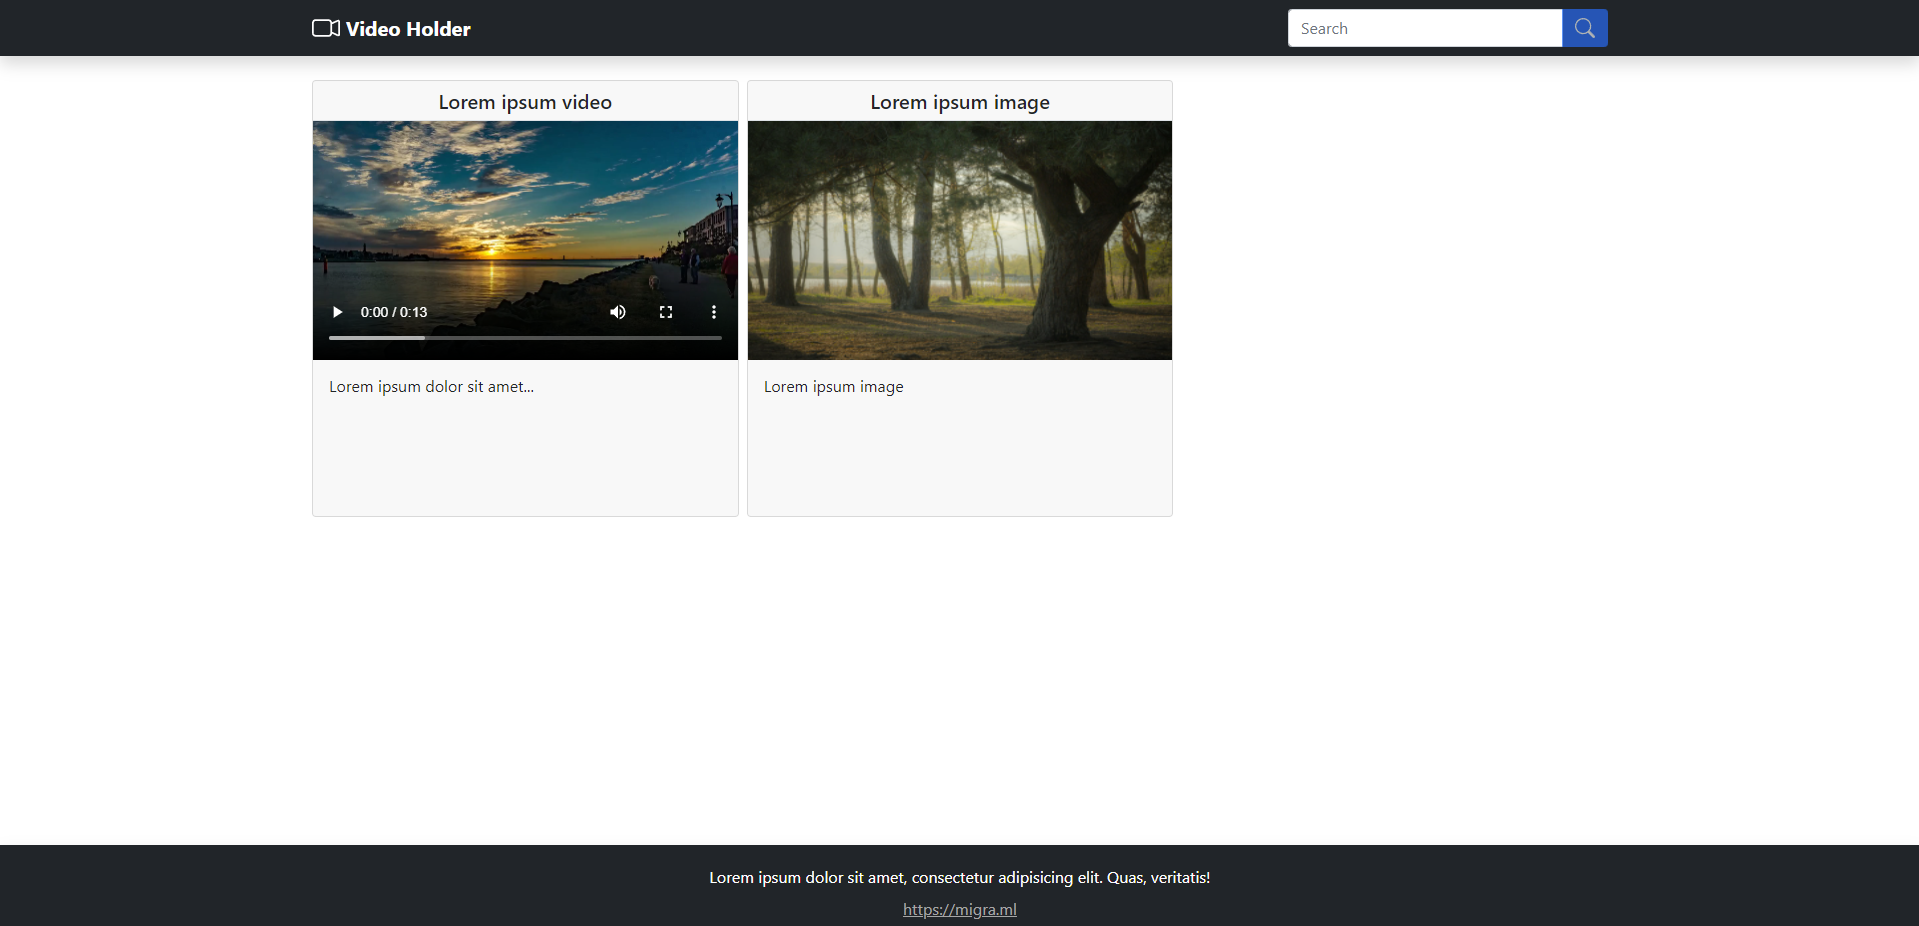 Video Holder
Search
Lorem ipsum video
Lorem ipsum image
0:00 / 0:13
Lorem ipsum dolor sit amet...
Lorem ipsum image
Lorem ipsum dolor sit amet, consectetur adipisicing elit. Quas, veritatis!
https://migra.ml